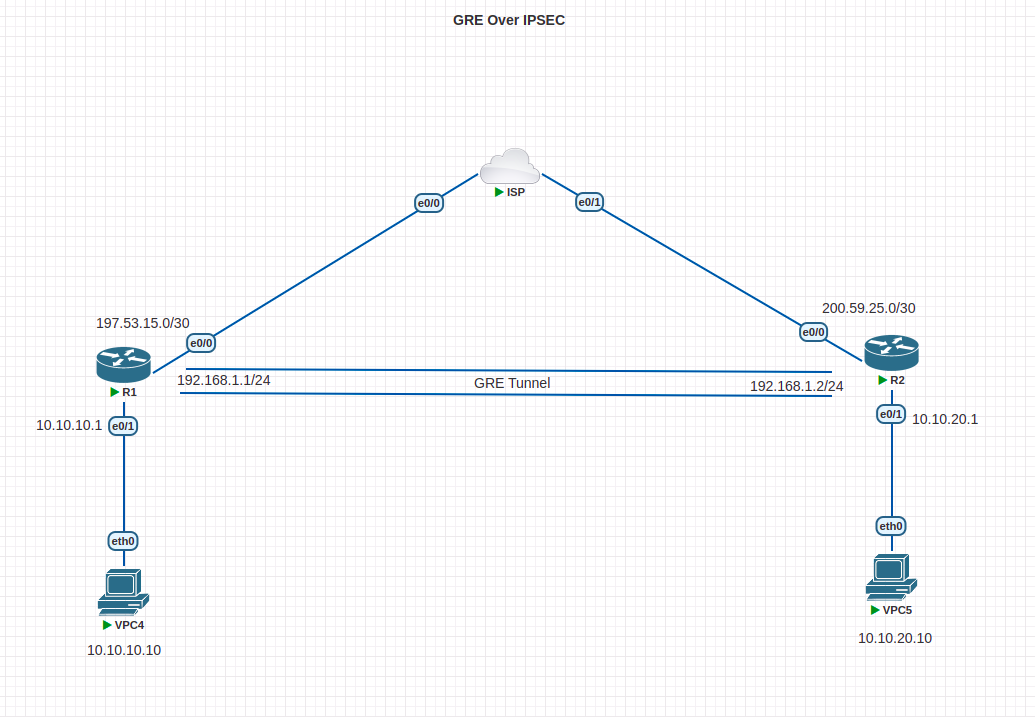 GRE Over IPSEC
ISP
e0/0
e0/1
200.59.25.0/30
197.53.15.0/30
e0/0
e0/0
192.168.1.1/24
GRE Tunnel
192.168.1.2/24
R1
R2
10.10.10.1
e0/1
e0/1
10.10.20.1
eth0
eth0
VPC4
VPC5
10.10.10.10
10.10.20.10